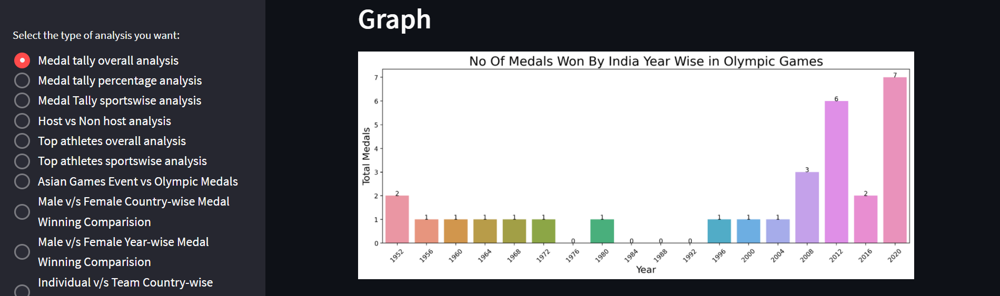 Select the type of analysis you want:
Medal tally overall analysis
Medal tally percentage analysis
Medal Tally sportswise analysis
Host vs Non host analysis
Top athletes overall analysis
Top athletes sportswise analysis
Asian Games Event vs Olympic Medals
Male v/s Female Country-wise Medal
Winning Comparision
Male v/s Female Year-wise Medal
Winning Comparision
Individual v/s Team Country-wise
Graph
No Of Medals Won By India Year Wise in Olympic Games
Total Medals
7
6
5
4
3
2
1
0
2 1 1 1 1 1 0 1 0 0 0 1 1 1 3 6 2 7
1952 1956 1960 1964 1968 1972 1976 1980 1984 1988 1992 1996 2000 2004 2008 2012 2016 2020
Year